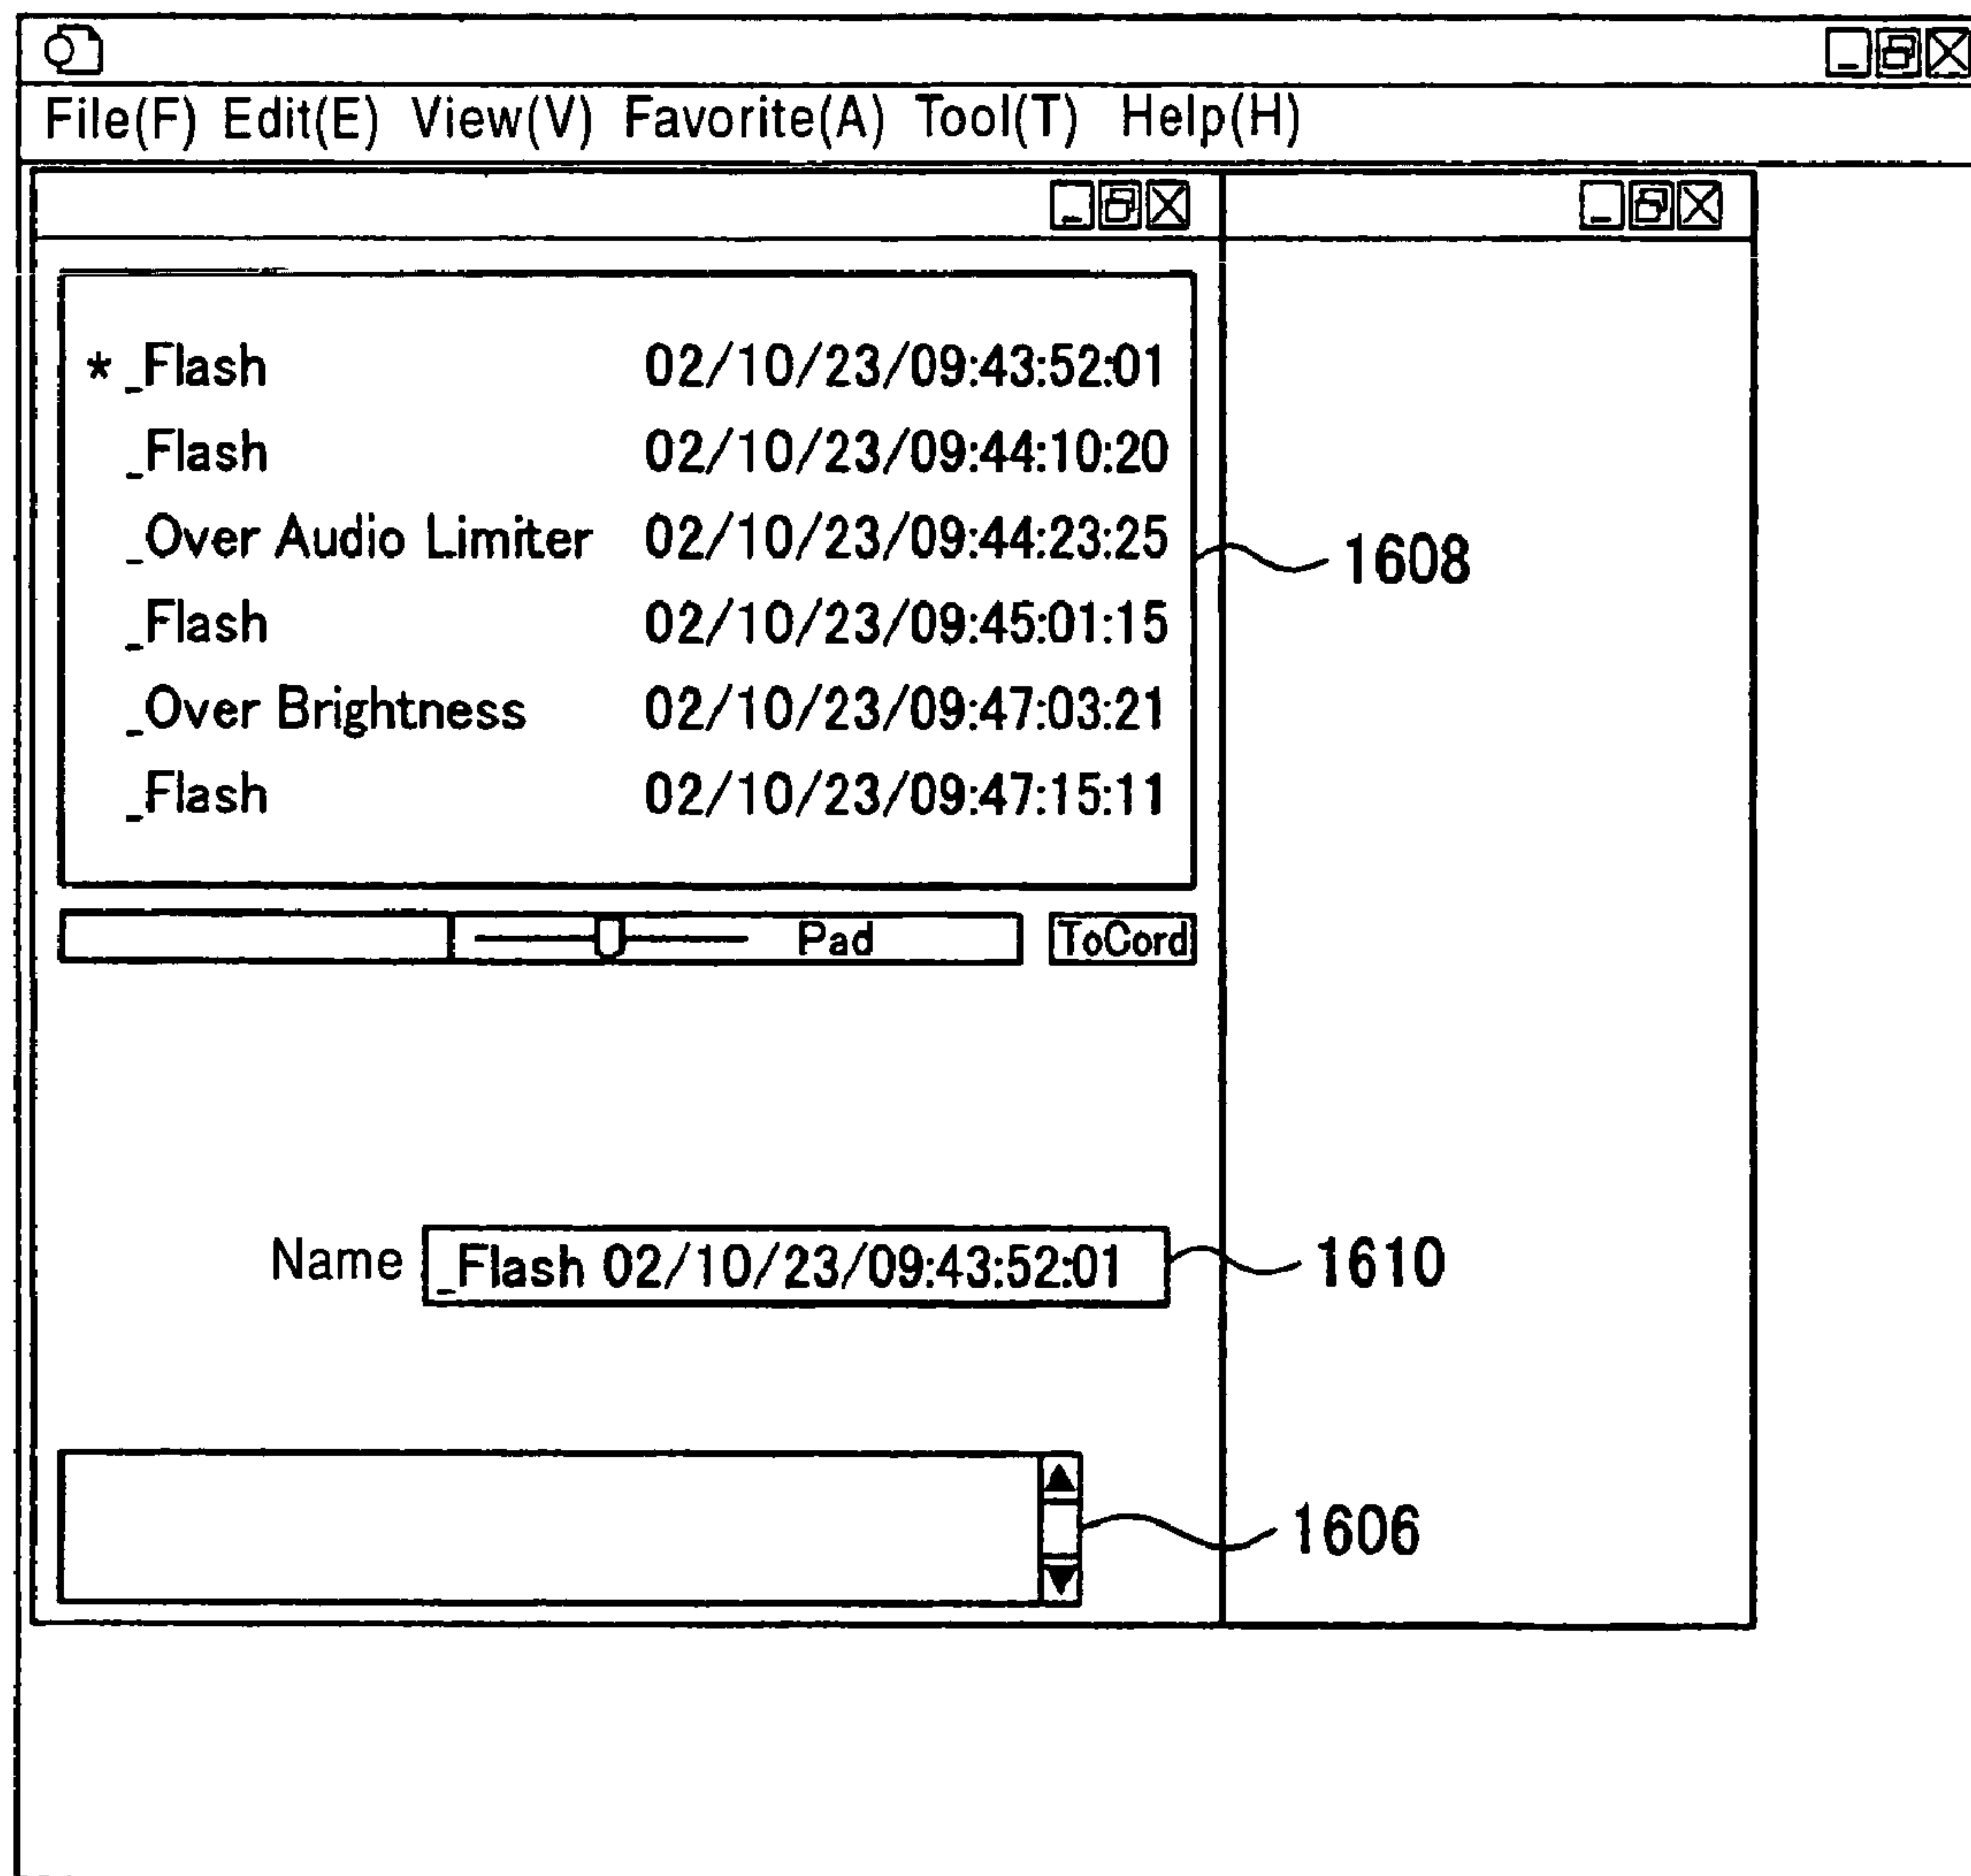 File(F) Edit(E) View(V) Favorite(A) Tool(T) Help(H)
*_Flash 02/10/23/09:43:52:01
_Flash 02/10/23/09:44:10:20
_Over Audio Limiter 02/10/23/09:44:23:25
1608
_Flash 02/10/23/09:45:01:15
_Over Brightness 02/10/23/09:47:03:21
_Flash 02/10/23/09:47:15:11
Pad ToCord
Name _Flash 02/10/23/09:43:52:01
1610
1606